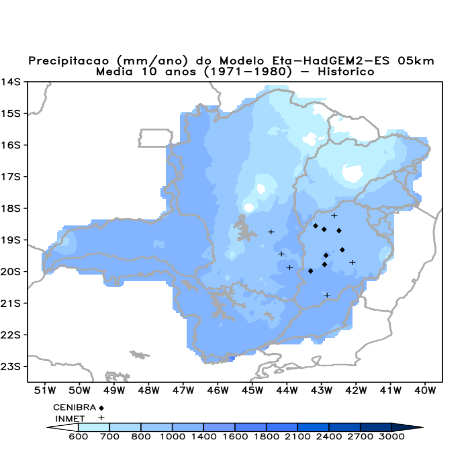 Precipitacao (mm/ano) do Modelo Eta-HadGEM2-ES 05km
Media 10 anos (1971-1980) - Historico
14S
15S
16S
17S
18S
19S
20S
21S
22S
23S
51W 50W 49W 48W 47W 46W 45W 44W 43W 42W 41W 40W
CENIBRA
INMET
600 700 800 1000 1400 1600 1800 2100 2400 2700 3000